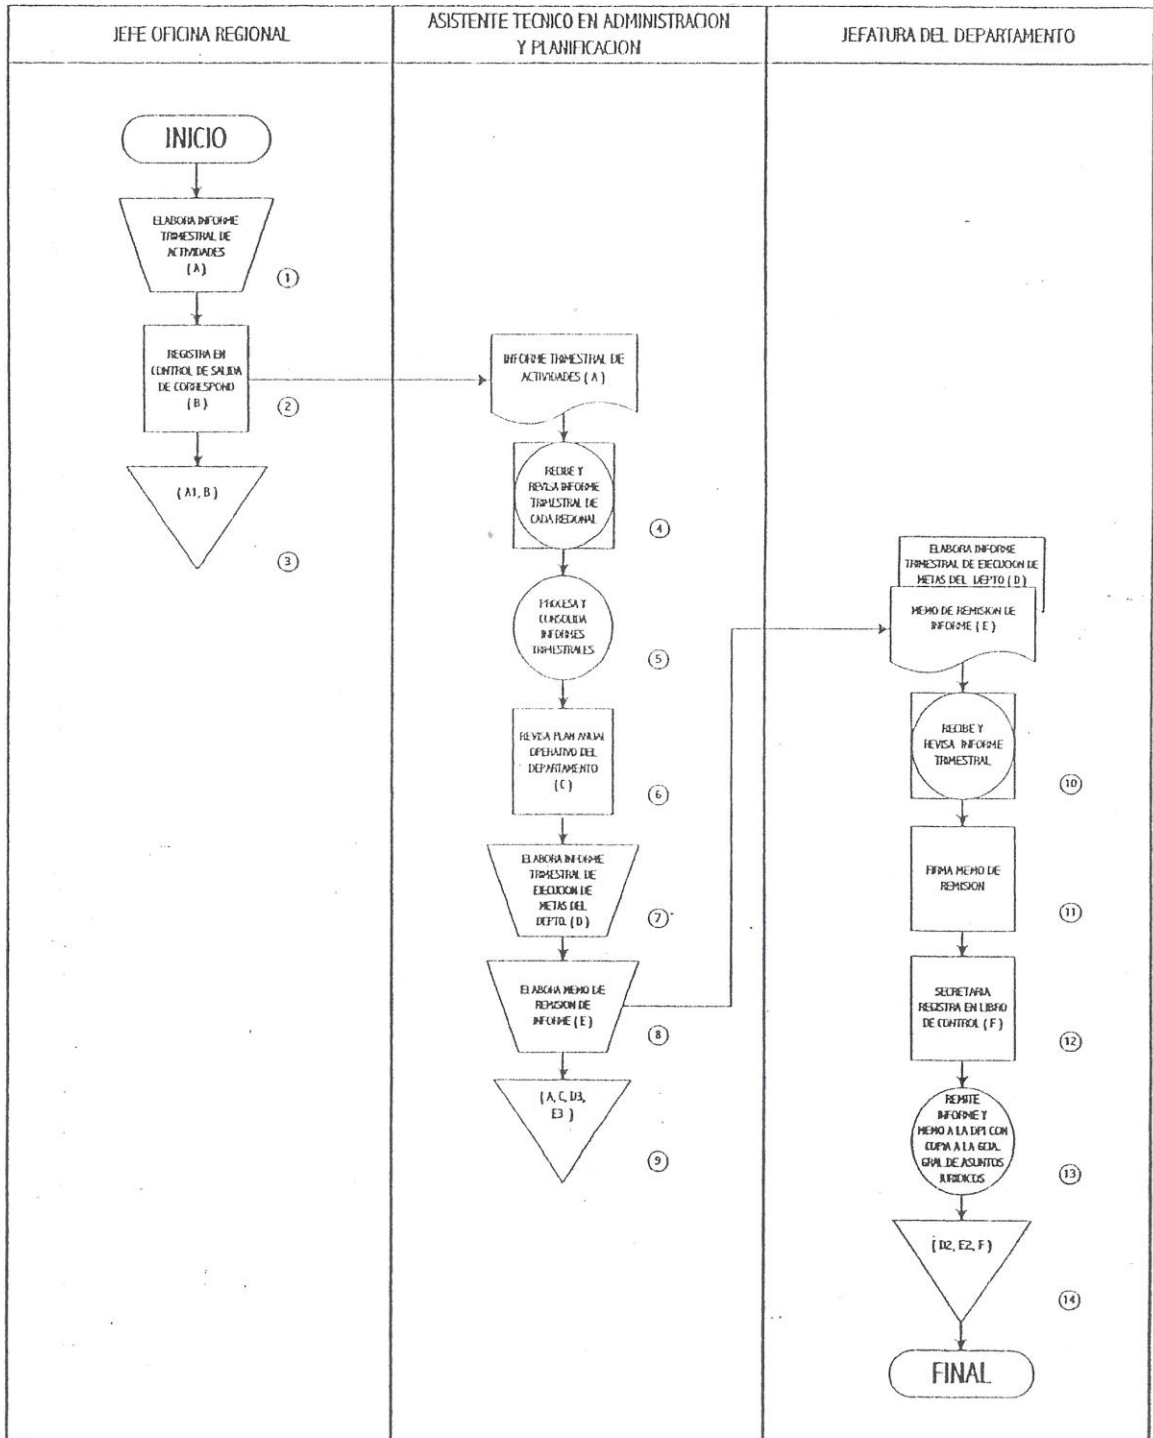 JEFE OFICINA REGIONAL
ASISTENTE TECNICO EN ADMINISTRACION
Y PLANIFICACION
JEFATURA DEL DEPARTAMENTO
INICIO
ELABORA INFORME
TRIMESTRAL DE
ACTIVIDADES
( A )
1
REGISTRA EN
CONTROL DE SALIDA
DE CORRESPOND
( B )
2
( A1, B )
3
INFORME TRIMESTRAL DE
ACTIVIDADES ( A )
RECIBE Y
REVISA INFORME
TRIMESTRAL DE
CADA REGIONAL
4
PROCESA Y
CONSOLIDA
INFORMES
TRIMESTRALES
5
REVISA PLAN ANUAL
OPERATIVO DEL
DEPARTAMENTO
( C )
6
ELABORA INFORME
TRIMESTRAL DE
EJECUCION DE
METAS DEL
DEPTO. ( D )
7
ELABORA MEMO DE
REMISION DE
INFORME ( E )
8
( A, C, D3,
E3 )
9
ELABORA INFORME
TRIMESTRAL DE EJECUCION DE
METAS DEL DEPTO ( D )
MEMO DE REMISION DE
INFORME ( E )
RECIBE Y
REVISA INFORME
TRIMESTRAL
10
FIRMA MEMO DE
REMISION
11
SECRETARIA
REGISTRA EN LIBRO
DE CONTROL ( F )
12
REMITE
INFORME Y
MEMO A LA DPI CON
COPIA A LA GCIA.
GRAL DE ASUNTOS
JURIDICOS
13
( D2, E2, F )
14
FINAL